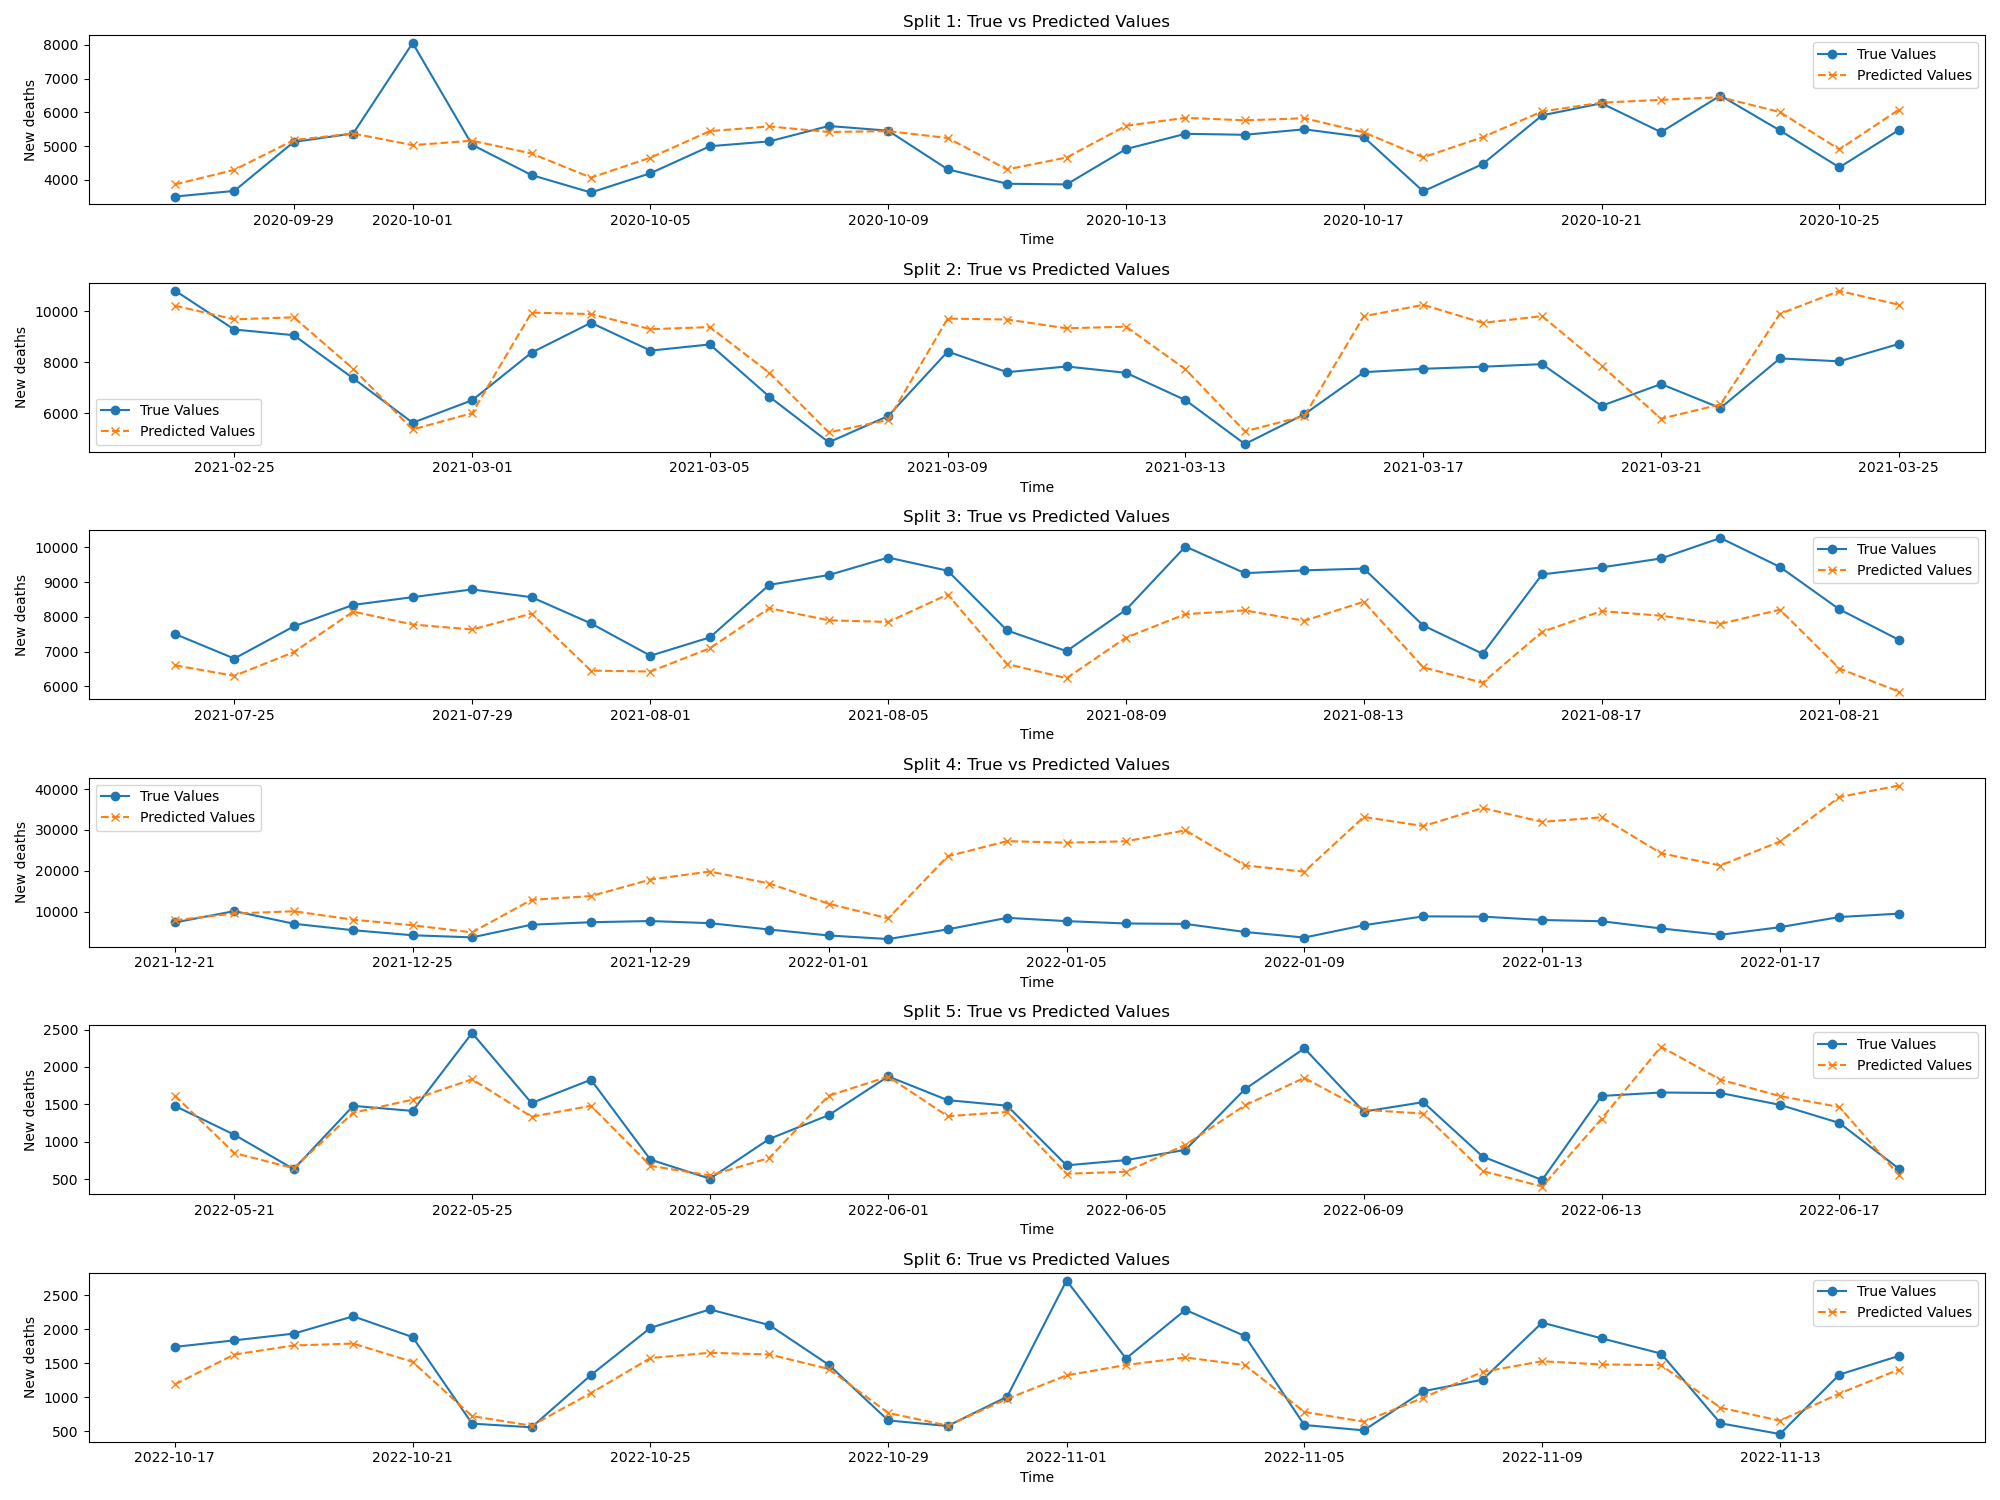 Split 1: True vs Predicted Values
New deaths
8000
7000
6000
5000
4000
True Values
Predicted Values
2020-09-29 2020-10-01 2020-10-05 2020-10-09 2020-10-13 2020-10-17 2020-10-21 2020-10-25
Time
Split 2: True vs Predicted Values
New deaths
10000
8000
6000
True Values
Predicted Values
2021-02-25 2021-03-01 2021-03-05 2021-03-09 2021-03-13 2021-03-17 2021-03-21 2021-03-25
Time
Split 3: True vs Predicted Values
New deaths
10000
9000
8000
7000
6000
True Values
Predicted Values
2021-07-25 2021-07-29 2021-08-01 2021-08-05 2021-08-09 2021-08-13 2021-08-17 2021-08-21
Time
Split 4: True vs Predicted Values
New deaths
40000
30000
20000
10000
True Values
Predicted Values
2021-12-21 2021-12-25 2021-12-29 2022-01-01 2022-01-05 2022-01-09 2022-01-13 2022-01-17
Time
Split 5: True vs Predicted Values
New deaths
2500
2000
1500
1000
500
True Values
Predicted Values
2022-05-21 2022-05-25 2022-05-29 2022-06-01 2022-06-05 2022-06-09 2022-06-13 2022-06-17
Time
Split 6: True vs Predicted Values
New deaths
2500
2000
1500
1000
500
True Values
Predicted Values
2022-10-17 2022-10-21 2022-10-25 2022-10-29 2022-11-01 2022-11-05 2022-11-09 2022-11-13
Time